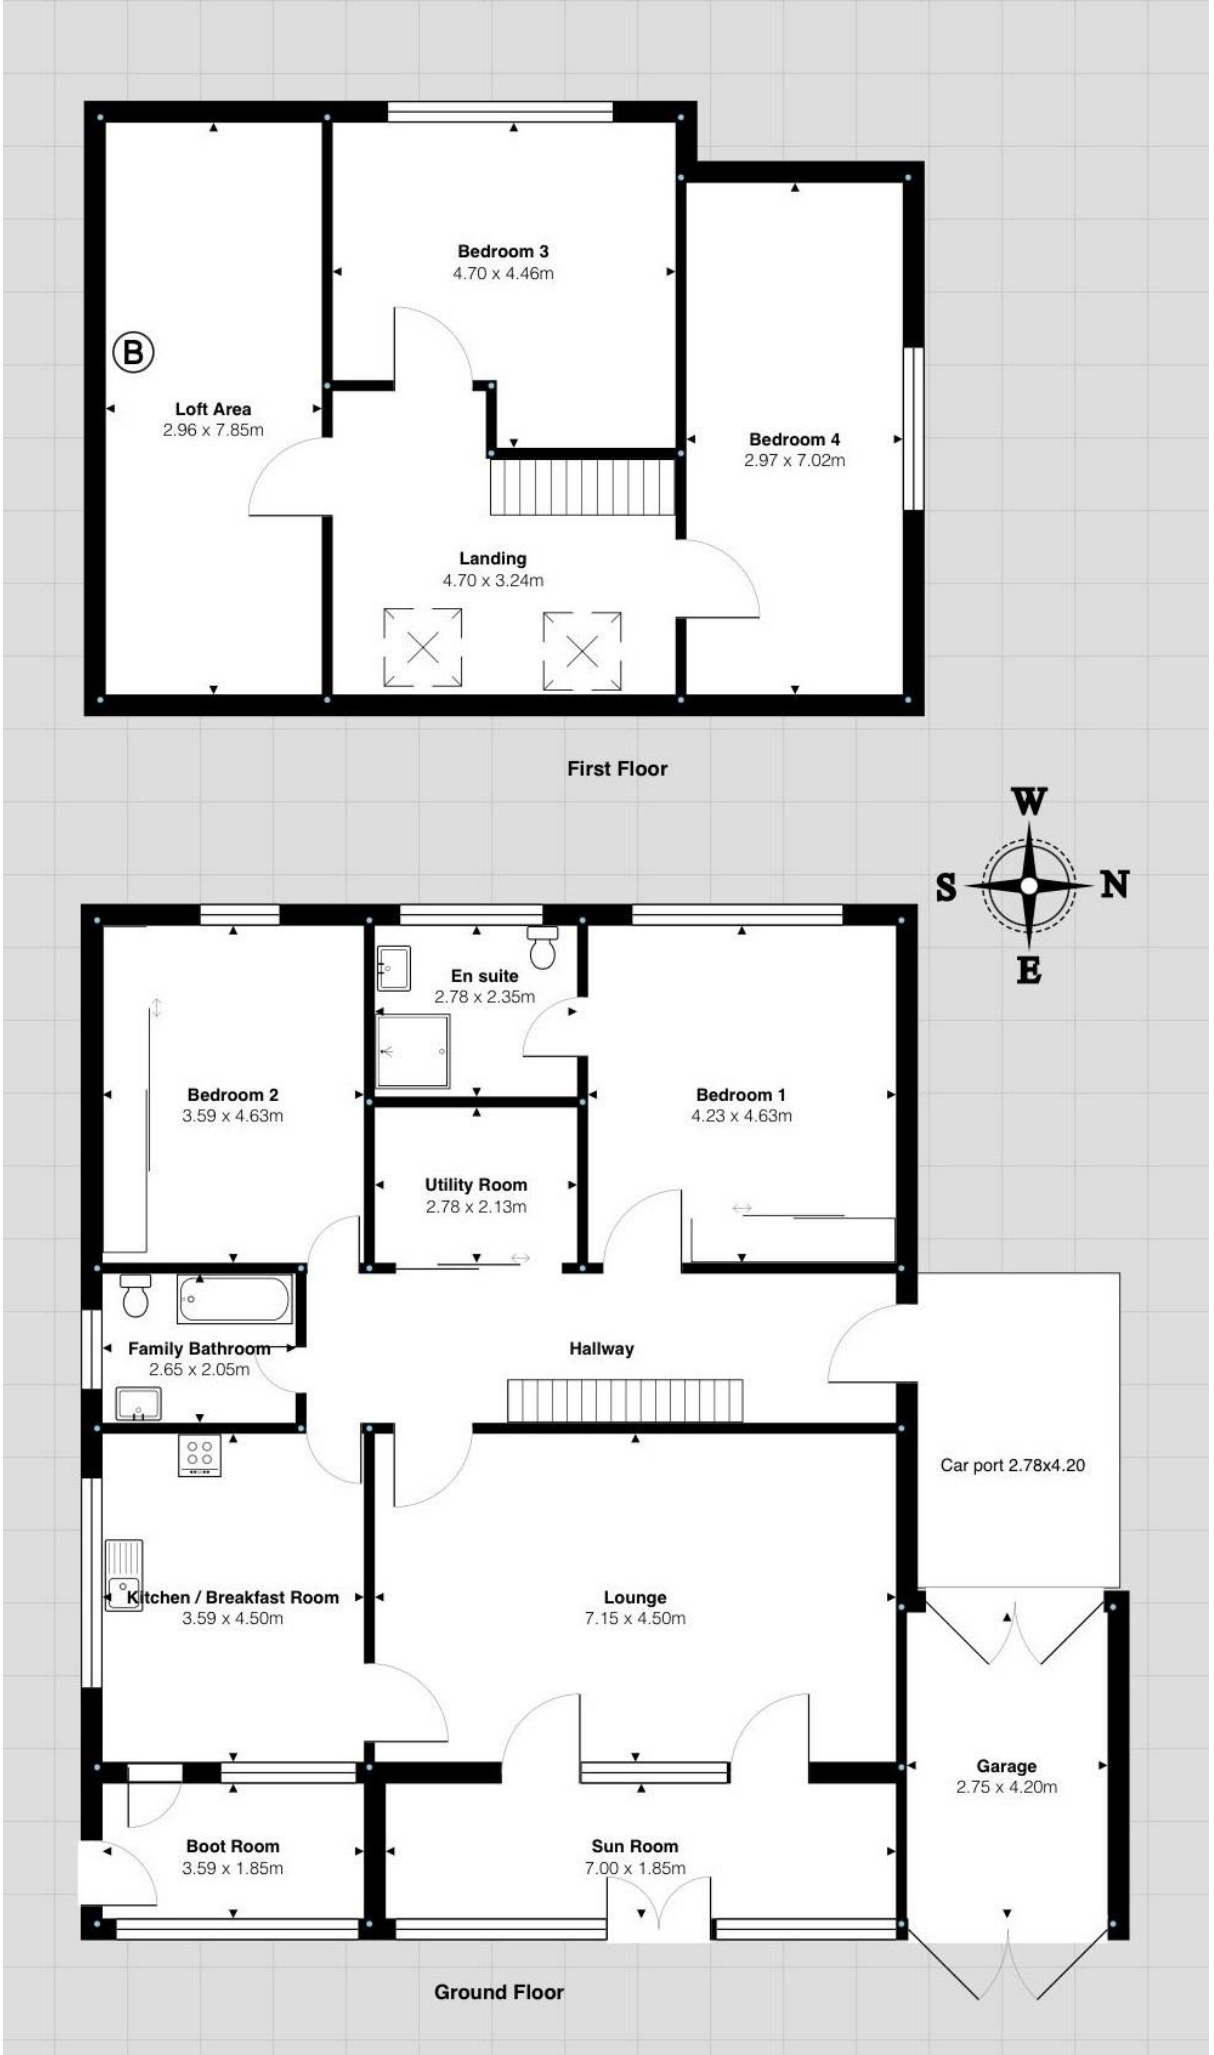 Bedroom 3
4.70 x 4.46m
B
Loft Area
2.96 x 7.85m
Bedroom 4
2.97 x 7.02m
Landing
4.70 x 3.24m
First Floor
W
S N
E
En suite
2.78 x 2.35m
Bedroom 2
3.59 x 4.63m
Bedroom 1
4.23 x 4.63m
Utility Room
2.78 x 2.13m
Family Bathroom
2.65 x 2.05m
Hallway
Car port 2.78x4.20
Kitchen / Breakfast Room
3.59 x 4.50m
Lounge
7.15 x 4.50m
Garage
2.75 x 4.20m
Boot Room
3.59 x 1.85m
Sun Room
7.00 x 1.85m
Ground Floor